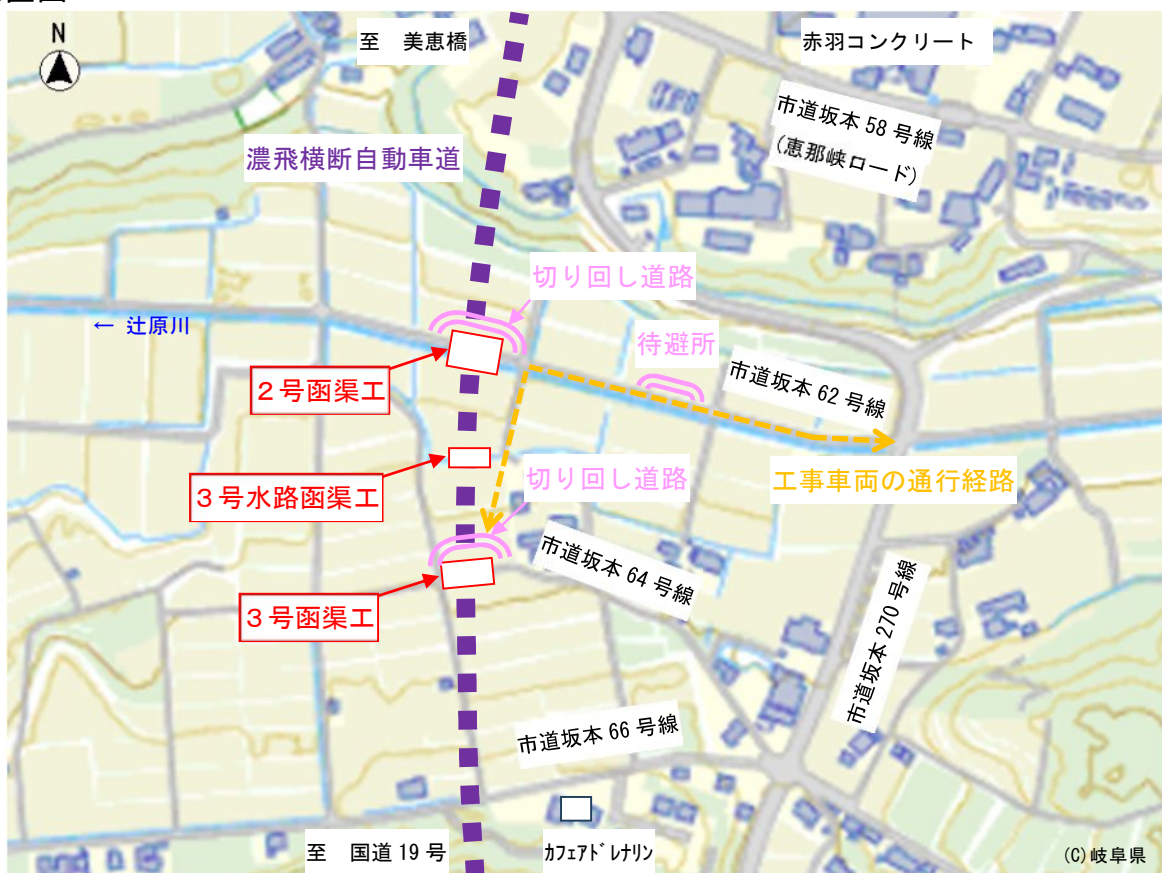 N
至 美恵橋
赤羽コンクリート
市道坂本 58 号線
(恵那峡ロード)
濃飛横断自動車道
切り回し道路
← 辻原川
待避所
市道坂本 62 号線
2号函渠工
3号水路函渠工
切り回し道路
工事車両の通行経路
市道坂本 64 号線
3号函渠工
市道坂本 270 号線
市道坂本 66 号線
至 国道 19 号
ｶﾌｪｱﾄﾞﾚﾅﾘﾝ
(C)岐阜県